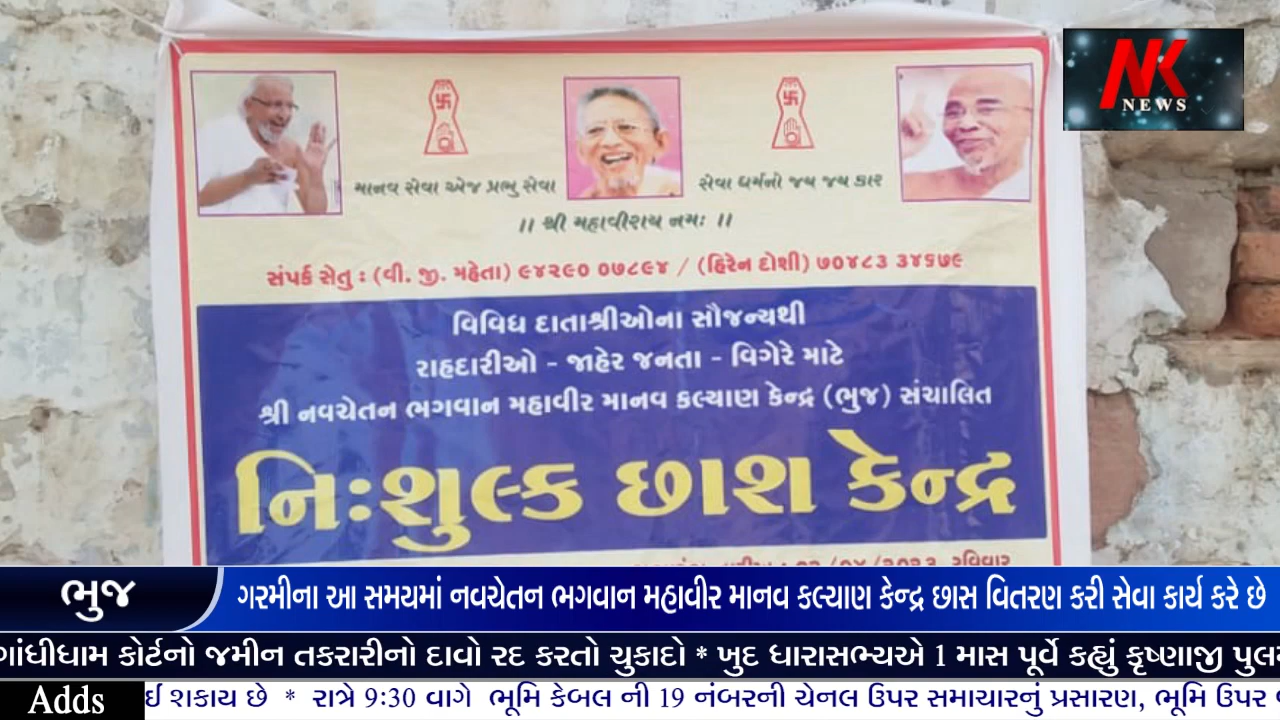 NK
NEWS
માનવ સેવા એજ પ્રભુ સેવા
સેવા ધર્મનો જય જય કાર
।। શ્રી મહાવીરાય નમઃ ।।
સંપર્ક સેતુ : (વી. જી. મહેતા) ૯૪૨૯૦ ૦૭૮૯૪ / (હિરેન દોશી) ૭૦૪૮૩ ૩૪૬૭૯
વિવિધ દાતાશ્રીઓના સૌજન્યથી
રાહદારીઓ - જાહેર જનતા - વિગેરે માટે
શ્રી નવચેતન ભગવાન મહાવીર માનવ કલ્યાણ કેન્દ્ર (ભુજ) સંચાલિત
નિઃશુલ્ક છાશ કેન્દ્ર
રવિવાર
ભુજ
ગરમીના આ સમયમાં નવચેતન ભગવાન મહાવીર માનવ કલ્યાણ કેન્દ્ર છાસ વિતરણ કરી સેવા કાર્ય કરે છે
ગાંધીધામ કોર્ટનો જમીન તકરારીનો દાવો રદ કરતો ચુકાદો * ખુદ ધારાસભ્યએ 1 માસ પૂર્વે કહ્યું કૃષ્ણાજી
Adds
શકાય છે * રાત્રે 9:30 વાગે ભૂમિ કેબલ ની 19 નંબરની ચેનલ ઉપર સમાચારનું પ્રસારણ, ભૂમિ ઉપર